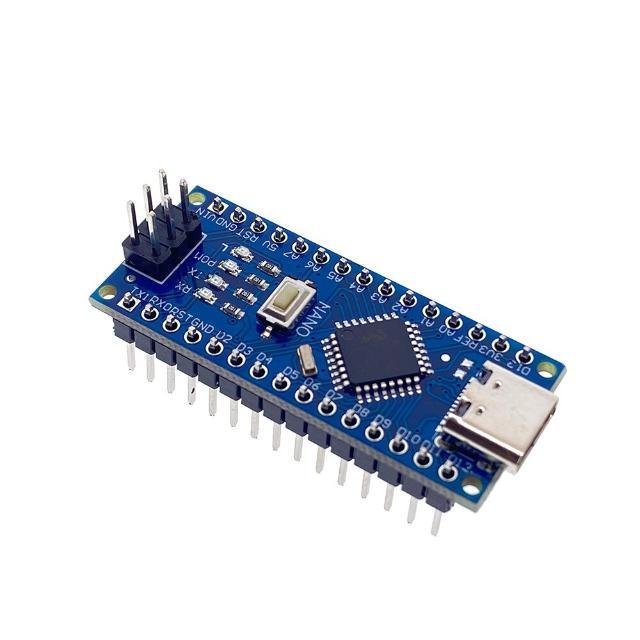 VIN
GND
RST
5V
A7
A6
A5
A4
A3
A2
A1
A0
REF
3V3
D13
L
POW
TX
RX
NANO
TX1
RX0
RST
GND
D2
D3
D4
D5
D6
D7
D8
D9
D10
D11
D12